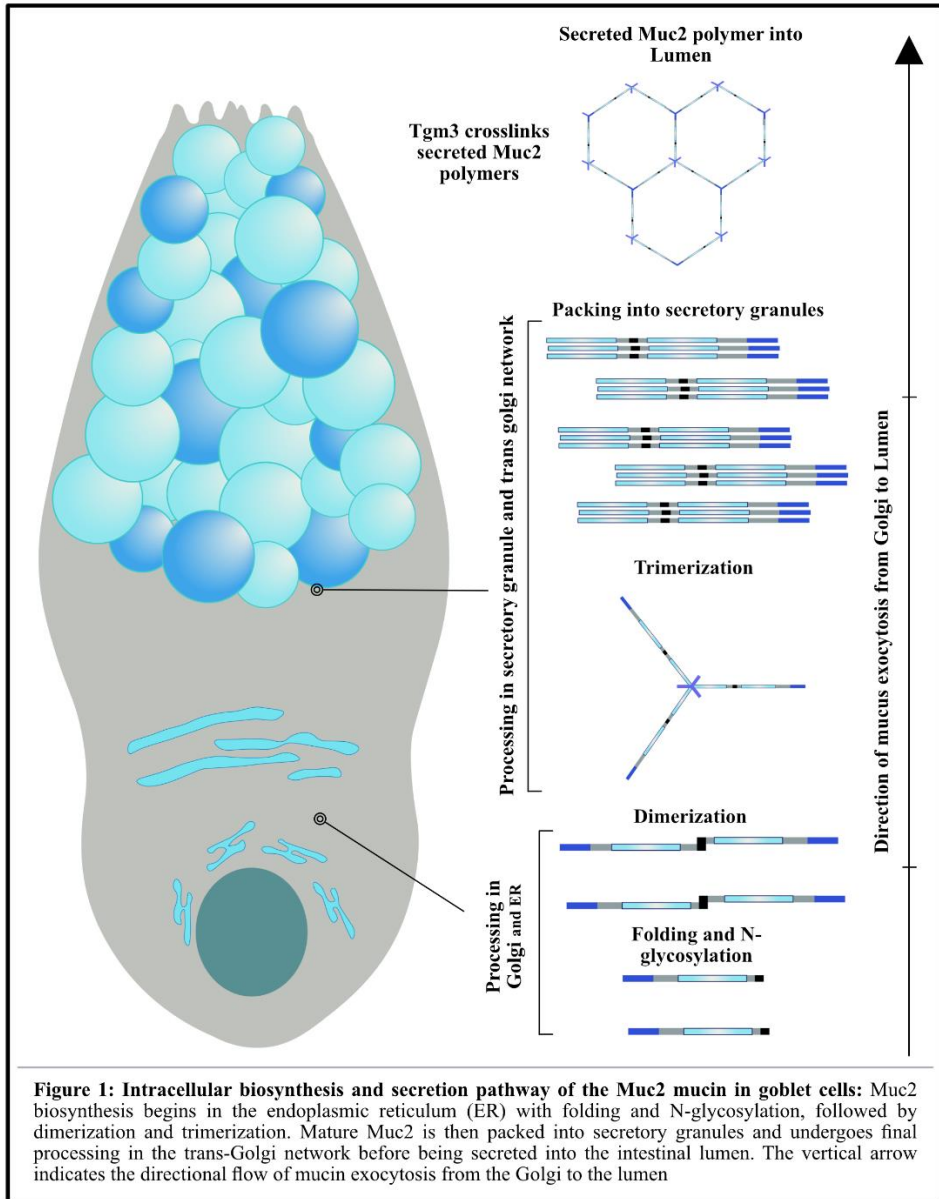 Secreted Muc2 polymer into
Lumen
Tgm3 crosslinks
secreted Muc2
polymers
Packing into secretory granules
Processing in secretory granule and trans golgi network
Trimerization
Direction of mucus exocytosis from Golgi to Lumen
Dimerization
Processing in
Golgi and ER
Folding and N-
glycosylation
Figure 1: Intracellular biosynthesis and secretion pathway of the Muc2 mucin in goblet cells: Muc2
biosynthesis begins in the endoplasmic reticulum (ER) with folding and N-glycosylation, followed by
dimerization and trimerization. Mature Muc2 is then packed into secretory granules and undergoes final
processing in the trans-Golgi network before being secreted into the intestinal lumen. The vertical arrow
indicates the directional flow of mucin exocytosis from the Golgi to the lumen